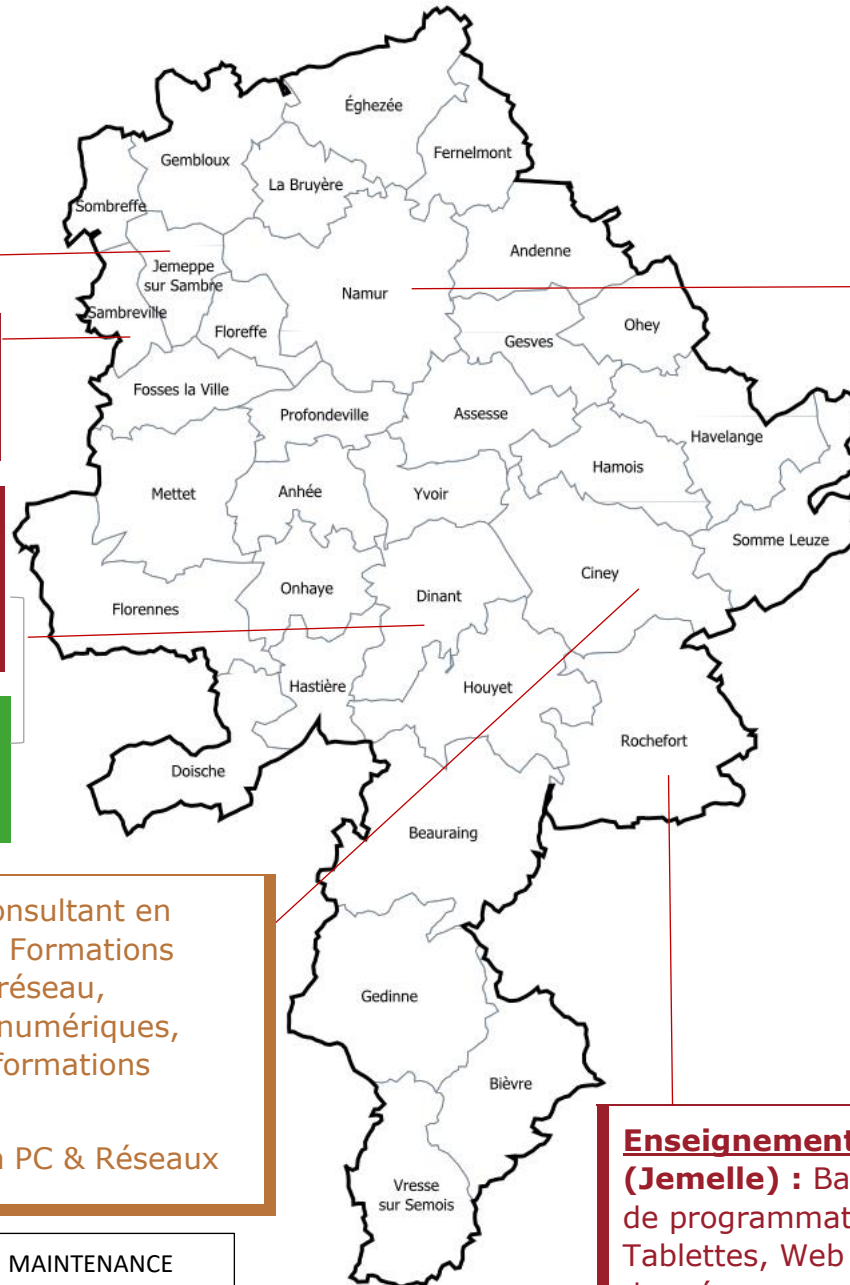 Éghezée
Gembloux
Fernelmont
La Bruyère
Sombreffe
Andenne
Jemeppe
sur Sambre
Namur
Sambreville
Floreffe
Ohey
Gesves
Fosses la Ville
Profondeville
Assesse
Havelange
Hamois
Mettet
Anhée
Yvoir
Somme Leuze
Ciney
Onhaye
Dinant
Florennes
Hastière
Houyet
Rochefort
Doische
Beauraing
onsultant en
Formations
réseau,
numériques,
formations
PC & Réseaux
Gedinne
Bièvre
Vresse
sur Semois
Enseignement
(Jemelle) : Ba
de programmat
Tablettes, Web
MAINTENANCE